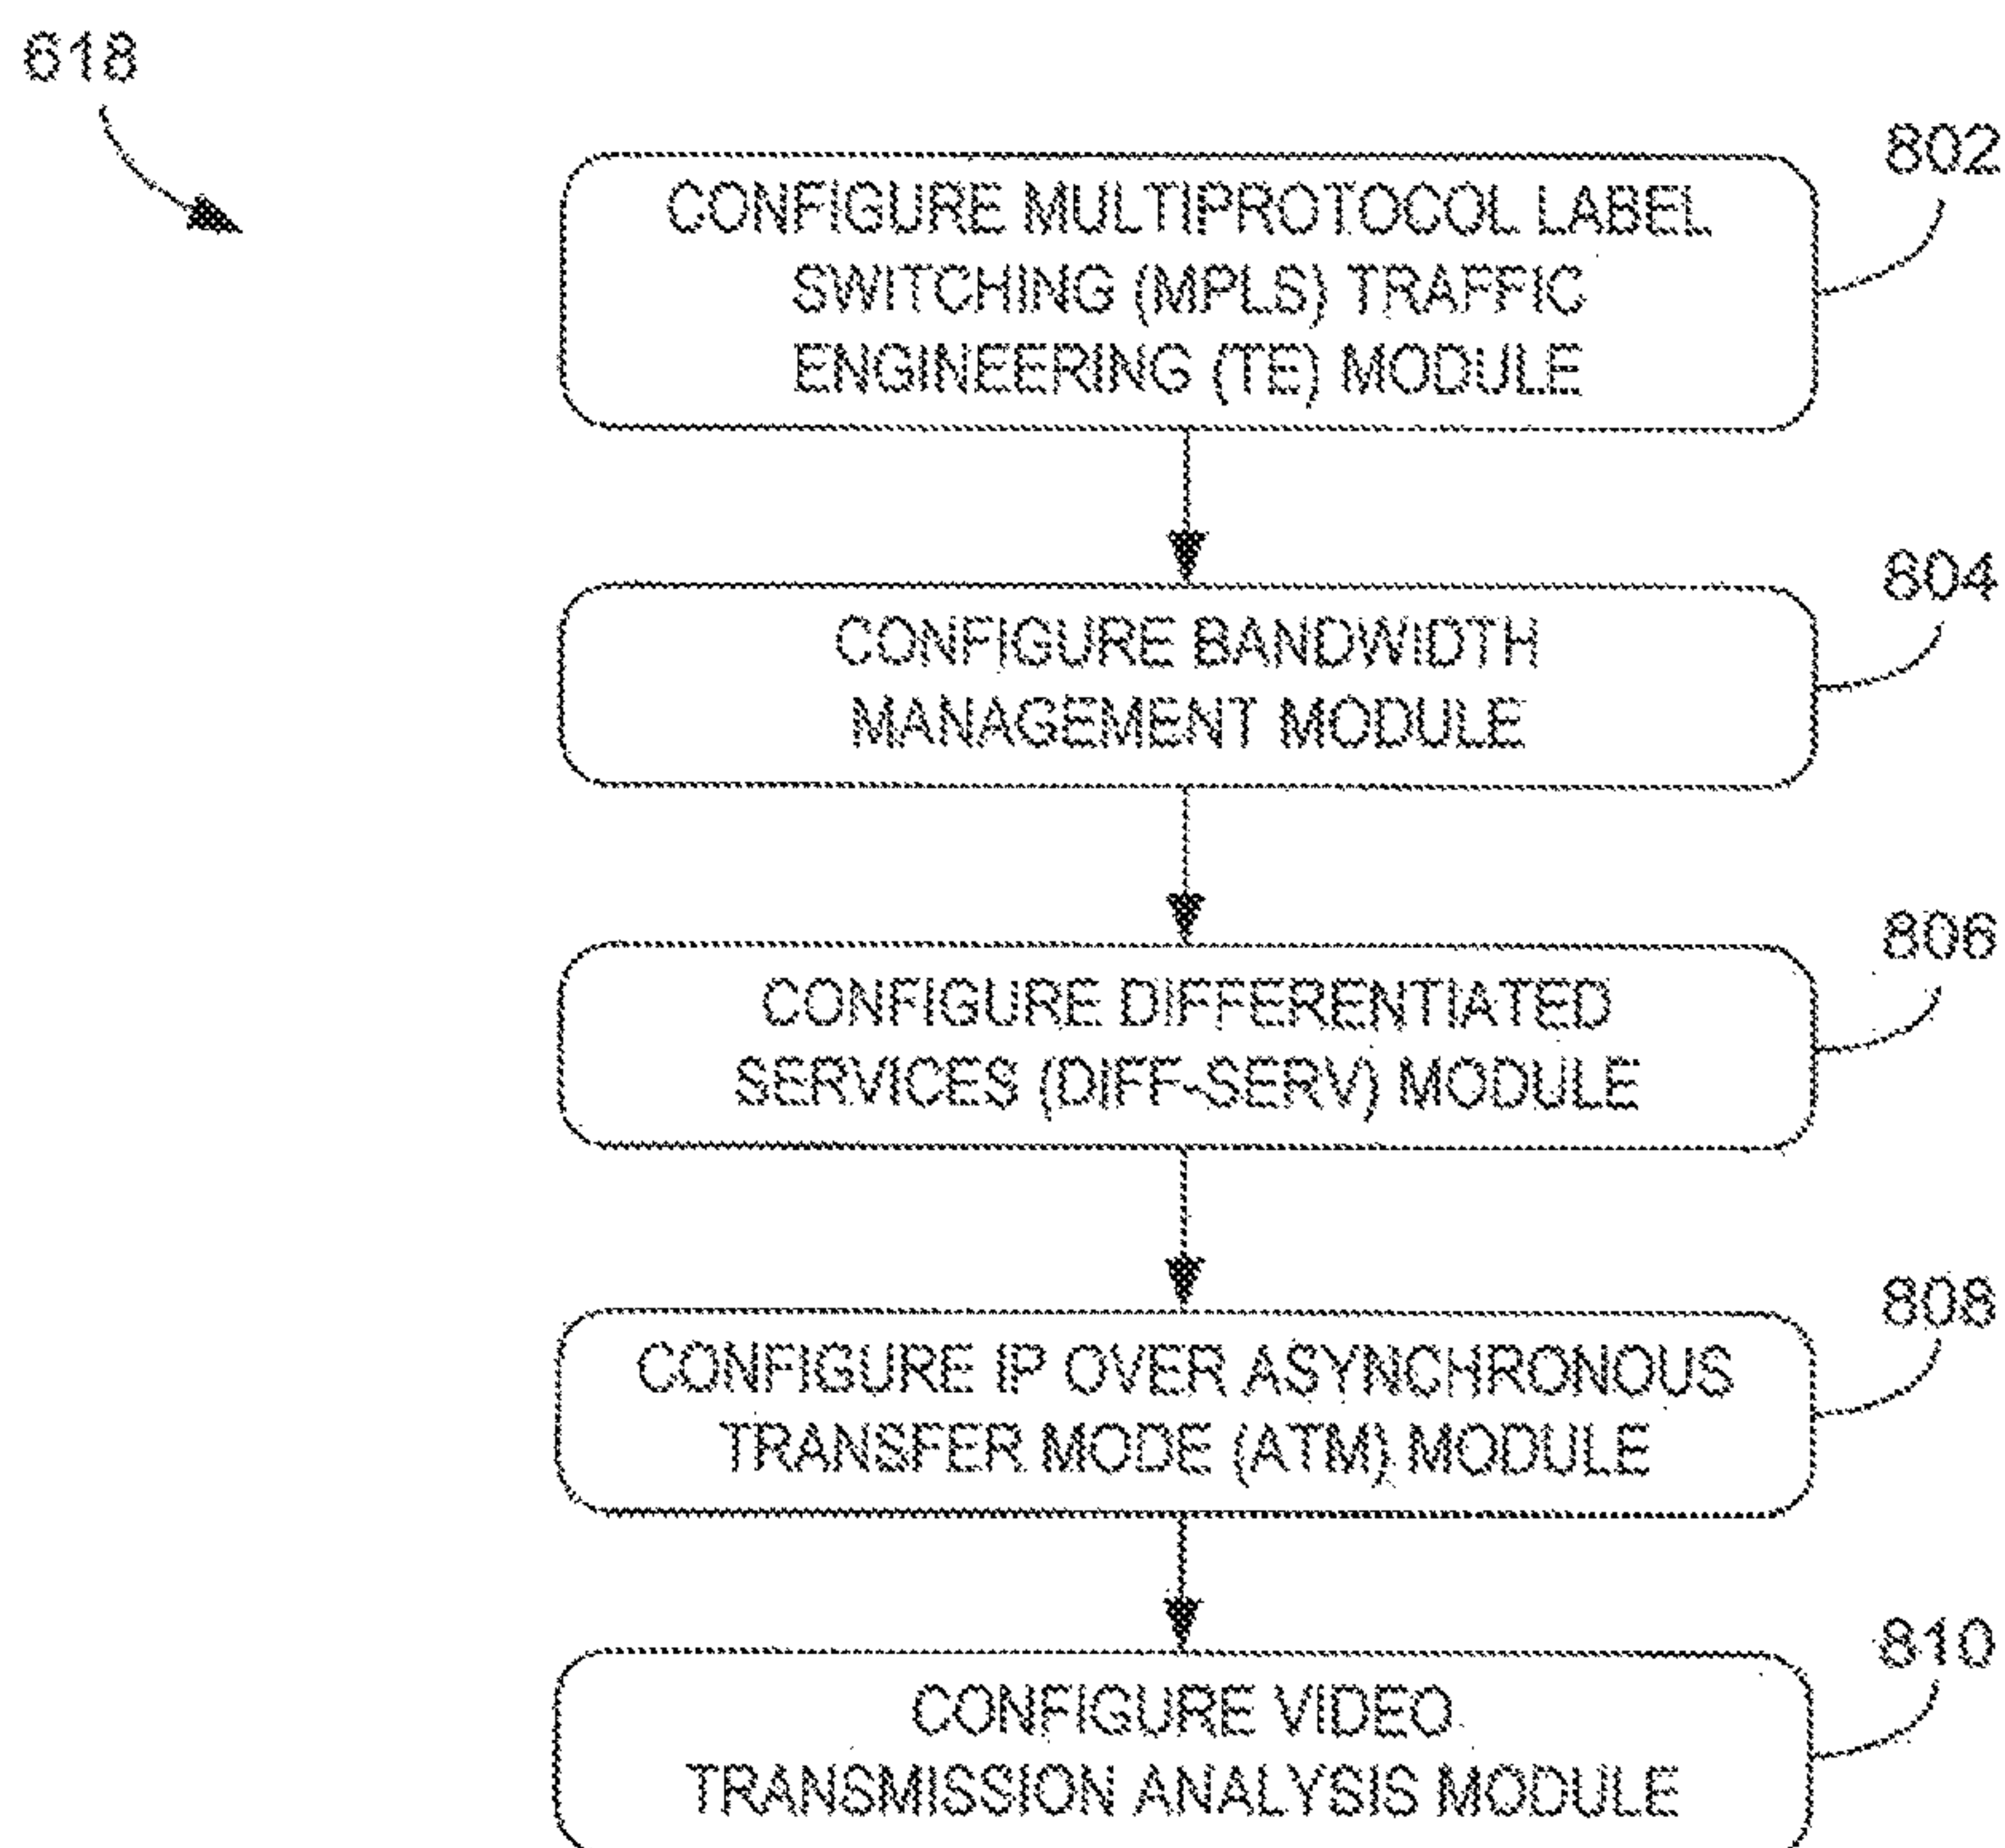 618
802
CONFIGURE MULTIPROTOCOL LABEL
SWITCHING (MPLS) TRAFFIC
ENGINEERING (TE) MODULE
804
CONFIGURE BANDWIDTH
MANAGEMENT MODULE
806
CONFIGURE DIFFERENTIATED
SERVICES (DIFF-SERV) MODULE
808
CONFIGURE IP OVER ASYNCHRONOUS
TRANSFER MODE (ATM) MODULE
810
CONFIGURE VIDEO
TRANSMISSION ANALYSIS MODULE